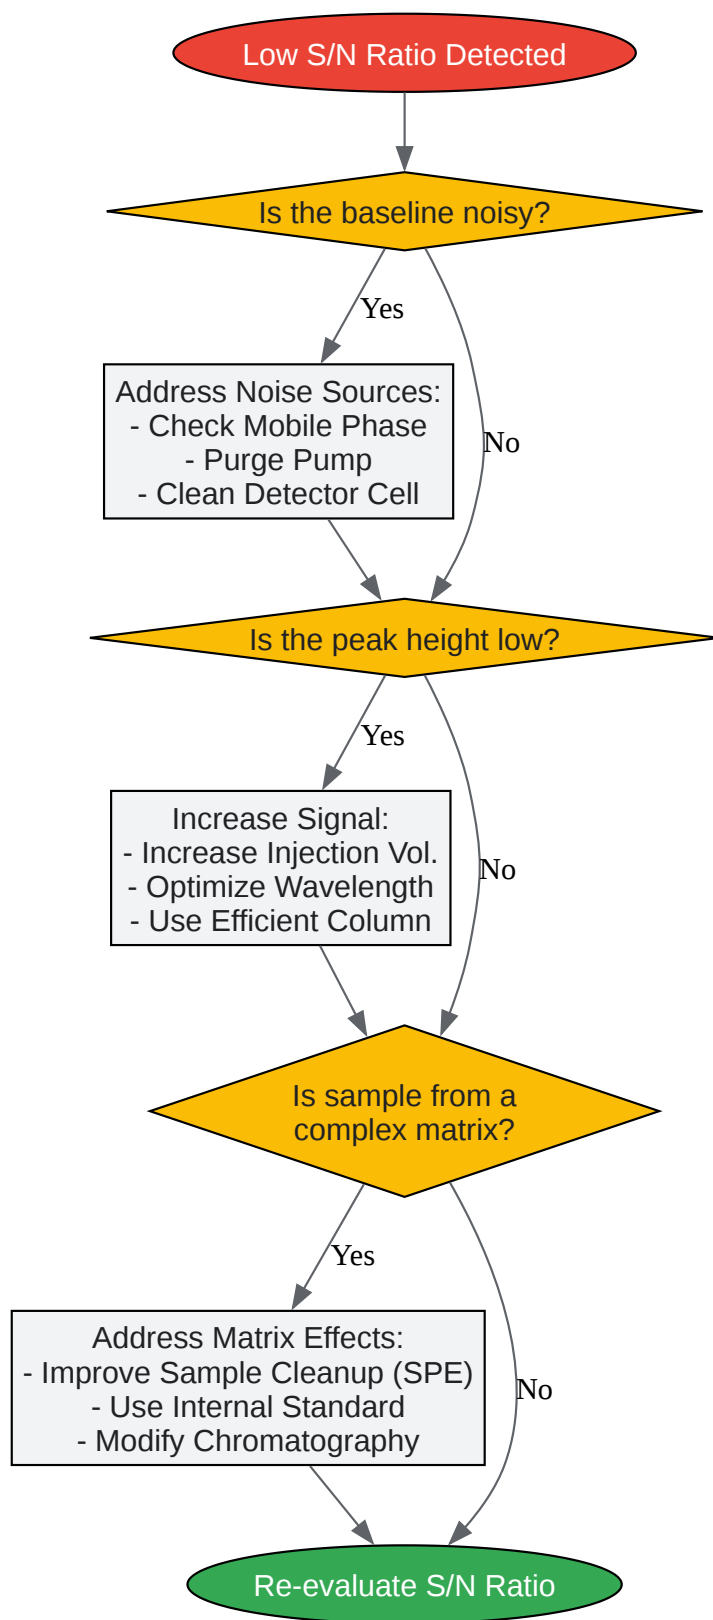 Low S/N Ratio Detected
Is the baseline noisy?
Yes
Address Noise Sources:
- Check Mobile Phase
- Purge Pump
- Clean Detector Cell
No
Is the peak height low?
Yes
Increase Signal:
- Increase Injection Vol.
- Optimize Wavelength
- Use Efficient Column
No
Is sample from a
complex matrix?
Yes
Address Matrix Effects:
- Improve Sample Cleanup (SPE)
- Use Internal Standard
- Modify Chromatography
No
Re-evaluate S/N Ratio